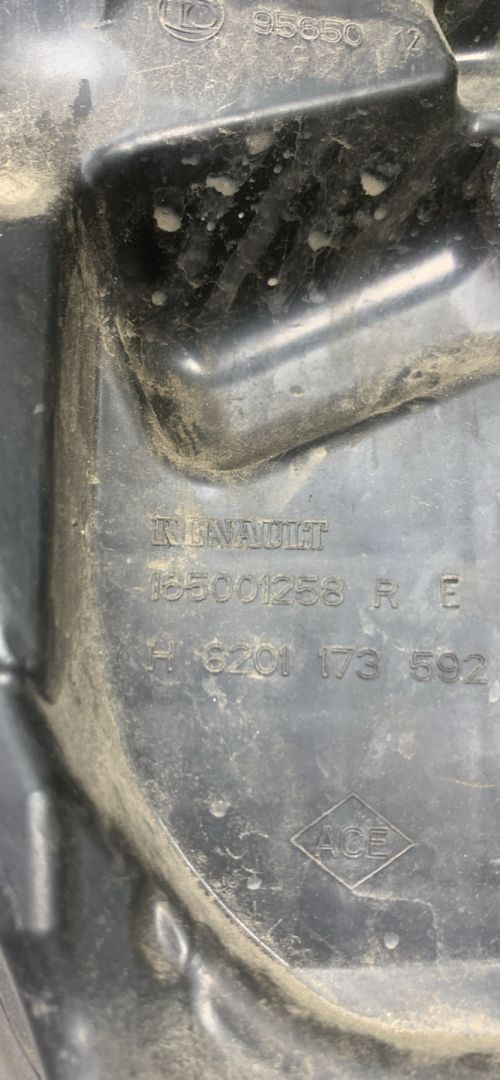 95650 12
RENAULT
165001258 R E
H 8201 173 592
ACE